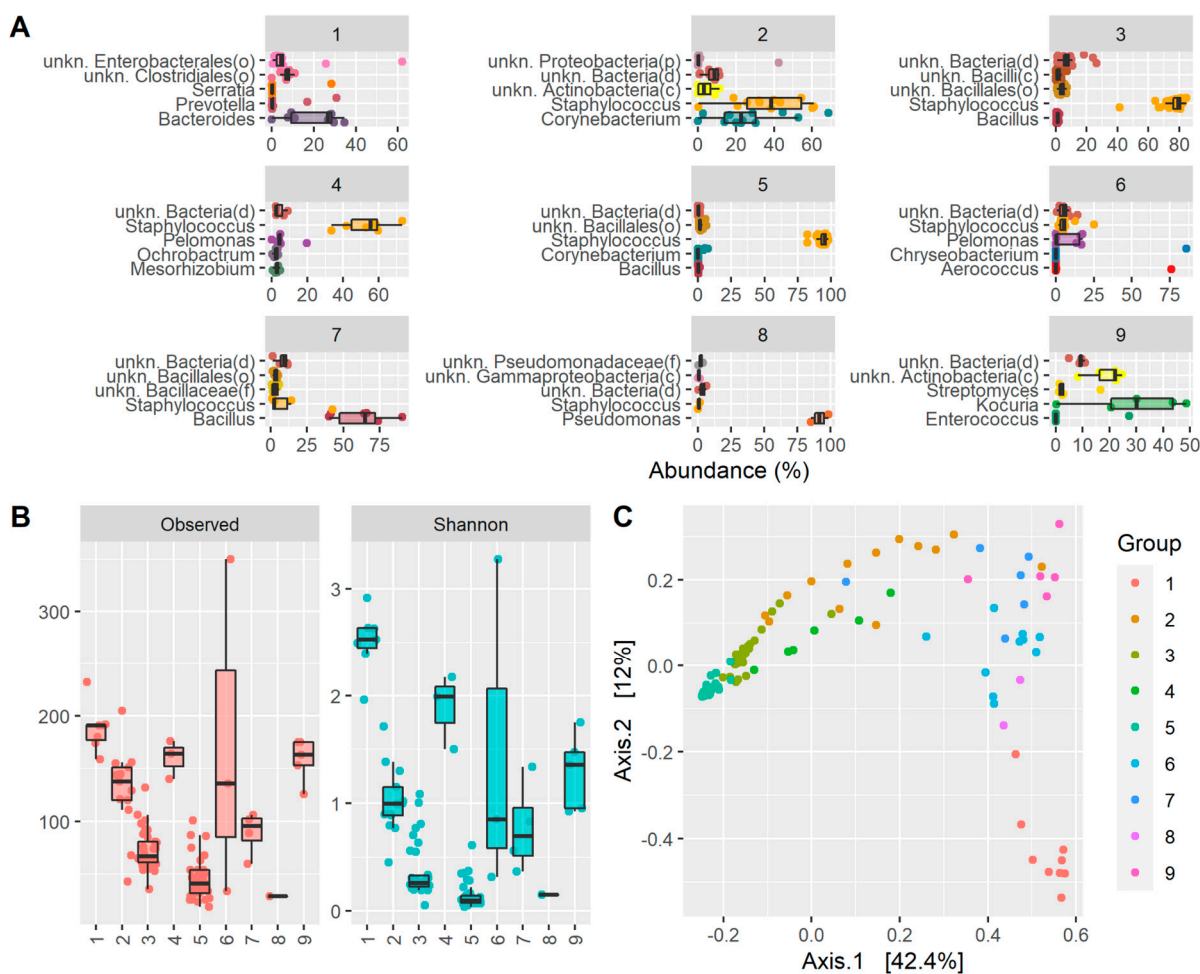 A
1
unkn. Enterobacterales(o)
unkn. Clostridiales(o)
Serratia
Prevotella
Bacteroides
0 20 40 60
2
unkn. Proteobacteria(p)
unkn. Bacteria(d)
unkn. Actinobacteria(c)
Staphylococcus
Corynebacterium
0 20 40 60
3
unkn. Bacteria(d)
unkn. Bacilli(c)
unkn. Bacillales(o)
Staphylococcus
Bacillus
0 20 40 60 80
4
unkn. Bacteria(d)
Staphylococcus
Pelomonas
Ochrobactrum
Mesorhizobium
0 20 40 60
5
unkn. Bacteria(d)
unkn. Bacillales(o)
Staphylococcus
Corynebacterium
Bacillus
0 25 50 75 100
6
unkn. Bacteria(d)
Staphylococcus
Pelomonas
Chryseobacterium
Aerococcus
0 25 50 75
7
unkn. Bacteria(d)
unkn. Bacillales(o)
unkn. Bacillaceae(f)
Staphylococcus
Bacillus
0 25 50 75
8
unkn. Pseudomonadaceae(f)
unkn. Gammaproteobacteria(c)
unkn. Bacteria(d)
Staphylococcus
Pseudomonas
0 25 50 75 100
9
unkn. Bacteria(d)
unkn. Actinobacteria(c)
Streptomyces
Kocuria
Enterococcus
0 10 20 30 40 50
Abundance (%)
B
Observed
300
200
100
1 2 3 4 5 6 7 8 9
Shannon
3
2
1
0
1 2 3 4 5 6 7 8 9
C
Axis.2 [12%]
0.2
0.0
-0.2
-0.4
-0.2 0.0 0.2 0.4 0.6
Axis.1 [42.4%]
Group
1
2
3
4
5
6
7
8
9